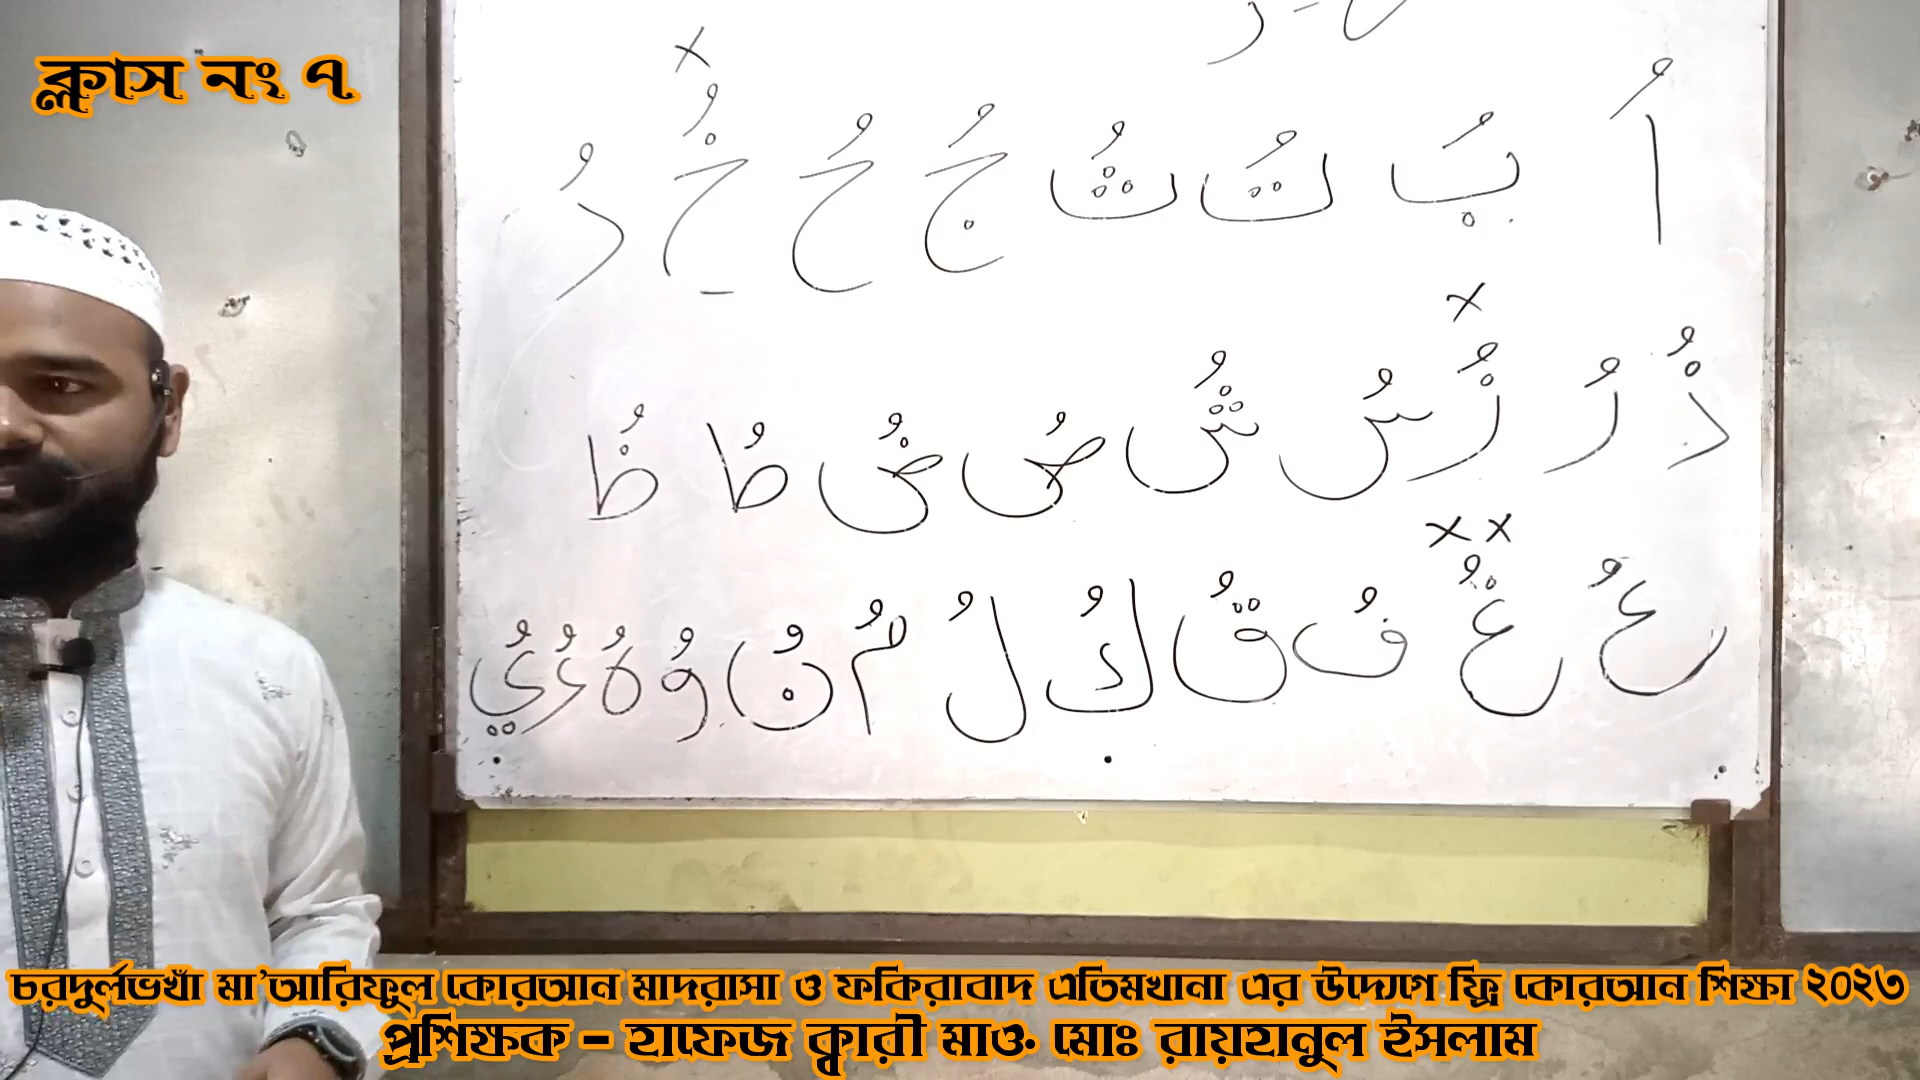 ক্লাস নং ৭
× 
اُ بُ تُ ثُ جُ حُ خُ دُ
×
ذُ رُ زُ سُ شُ صُ ضُ طُ ظُ
× ×
عُ غُ فُ قُ كُ لُ مُ نُ وُ هُ ءُ يُ
চরদুর্লভখাঁ মা'আরিফুল কোরআন মাদরাসা ও ফকিরাবাদ এতিমখানা এর উদ্যেগে ফ্রি কোরআন শিক্ষা ২০২৩
প্রশিক্ষক – হাফেজ ক্বারী মাওঃ মোঃ রায়হানুল ইসলাম